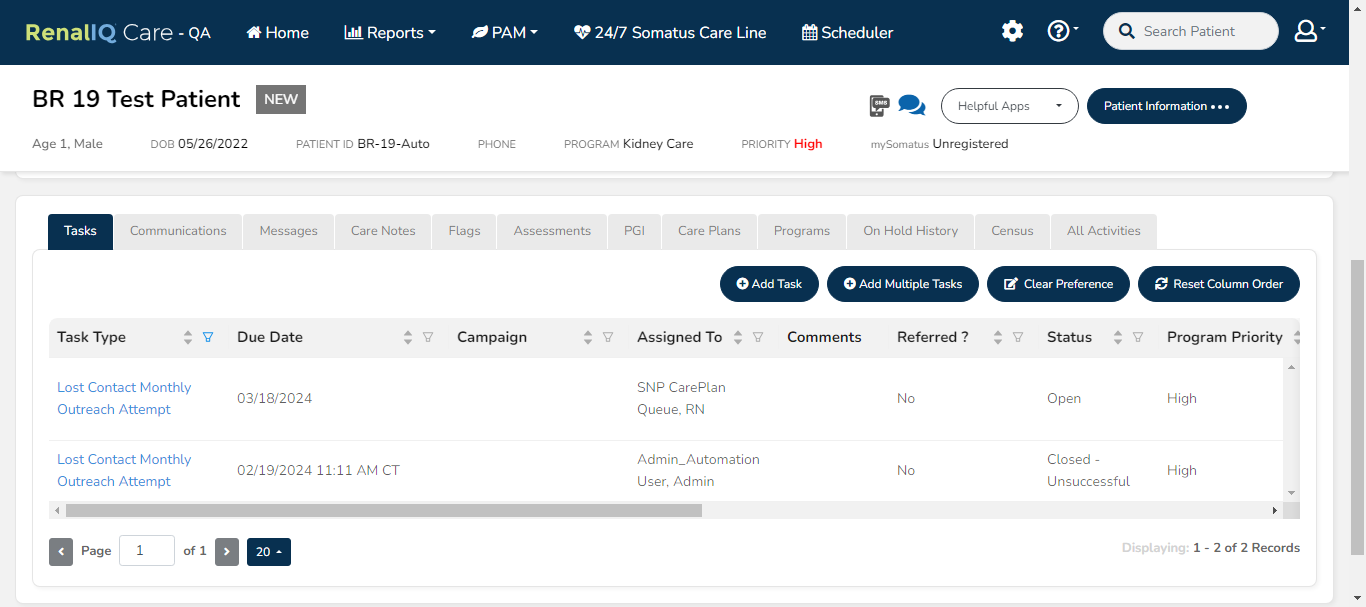 RenalIQ Care - QA Home Reports PAM 24/7 Somatus Care Line Scheduler Search Patient
BR 19 Test Patient NEW SMS Helpful Apps Patient Information
Age 1, Male DOB 05/26/2022 PATIENT ID BR-19-Auto PHONE PROGRAM Kidney Care PRIORITY High mySomatus Unregistered
Tasks Communications Messages Care Notes Flags Assessments PGI Care Plans Programs On Hold History Census All Activities
Add Task Add Multiple Tasks Clear Preference Reset Column Order
Task Type Due Date Campaign Assigned To Comments Referred ? Status Program Priority
Lost Contact Monthly
Outreach Attempt
03/18/2024
SNP CarePlan
Queue, RN
No
Open
High
Lost Contact Monthly
Outreach Attempt
02/19/2024 11:11 AM CT
Admin_Automation
User, Admin
No
Closed -
Unsuccessful
High
Page 1 of 1 20 Displaying: 1 - 2 of 2 Records